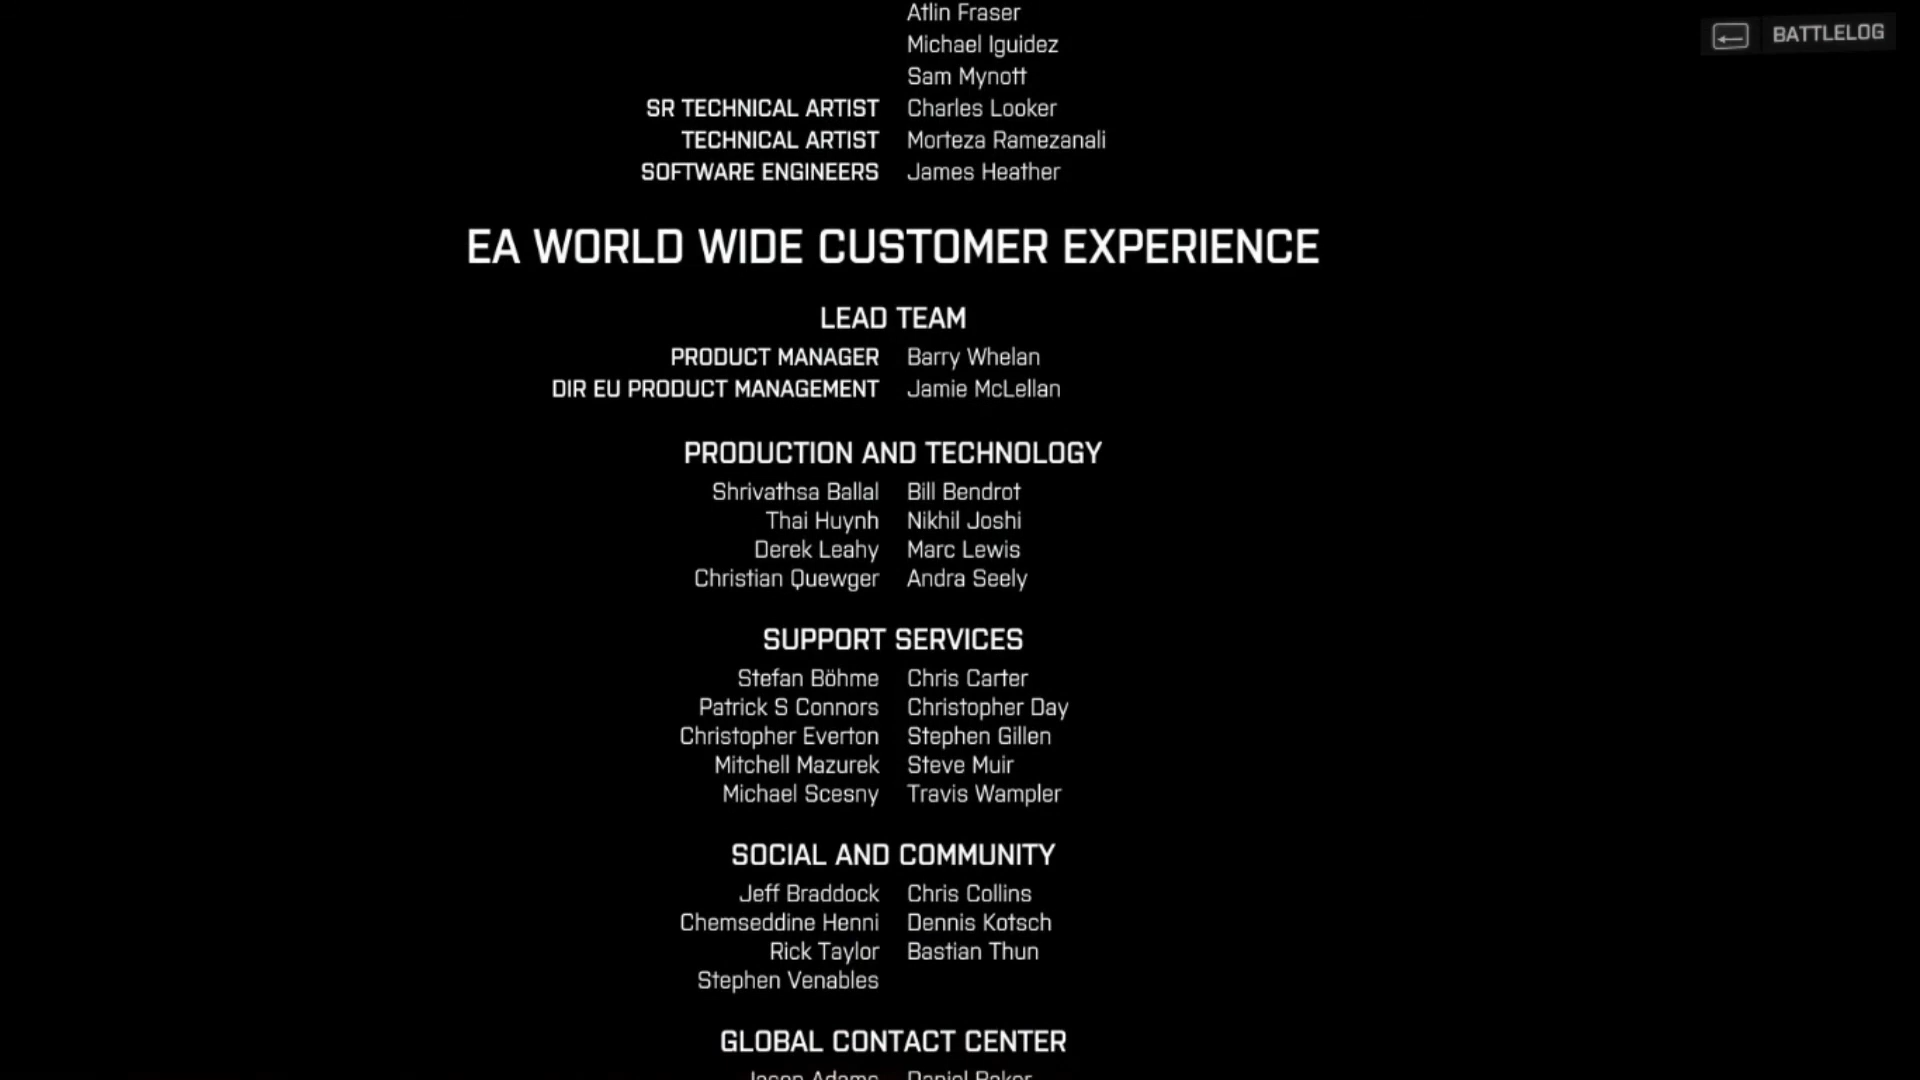 Atlin Fraser
BATTLELOG
Michael Iguidez
Sam Mynott
SR TECHNICAL ARTIST Charles Looker
TECHNICAL ARTIST Morteza Ramezanali
SOFTWARE ENGINEERS James Heather
EA WORLD WIDE CUSTOMER EXPERIENCE
LEAD TEAM
PRODUCT MANAGER Barry Whelan
DIR EU PRODUCT MANAGEMENT Jamie McLellan
PRODUCTION AND TECHNOLOGY
Shrivathsa Ballal Bill Bendrot
Thai Huynh Nikhil Joshi
Derek Leahy Marc Lewis
Christian Quewger Andra Seely
SUPPORT SERVICES
Stefan Böhme Chris Carter
Patrick S Connors Christopher Day
Christopher Everton Stephen Gillen
Mitchell Mazurek Steve Muir
Michael Scesny Travis Wampler
SOCIAL AND COMMUNITY
Jeff Braddock Chris Collins
Chemseddine Henni Dennis Kotsch
Rick Taylor Bastian Thun
Stephen Venables
GLOBAL CONTACT CENTER